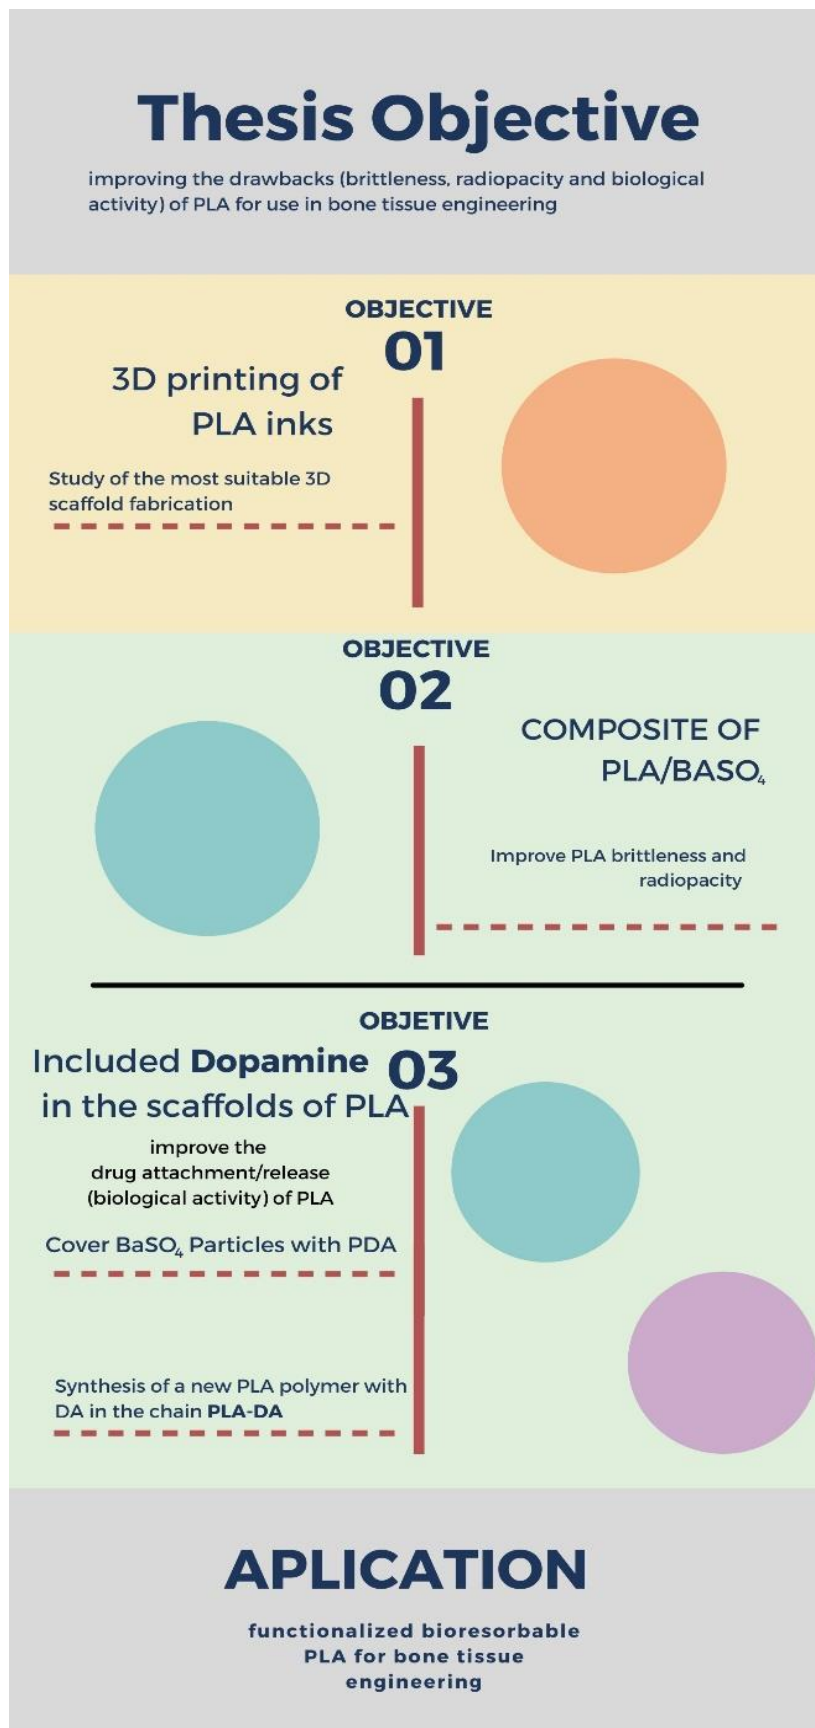 Thesis Objective
improving the drawbacks (brittleness, radiopacity and biological
activity) of PLA for use in bone tissue engineering
OBJECTIVE
01
3D printing of
PLA inks
Study of the most suitable 3D
scaffold fabrication
OBJECTIVE
02
COMPOSITE OF
PLA/BASO₄
Improve PLA brittleness and
radiopacity
OBJETIVE
03
Included Dopamine
in the scaffolds of PLA
improve the
drug attachment/release
(biological activity) of PLA
Cover BaSO₄ Particles with PDA
Synthesis of a new PLA polymer with
DA in the chain PLA-DA
APLICATION
functionalized bioresorbable
PLA for bone tissue
engineering